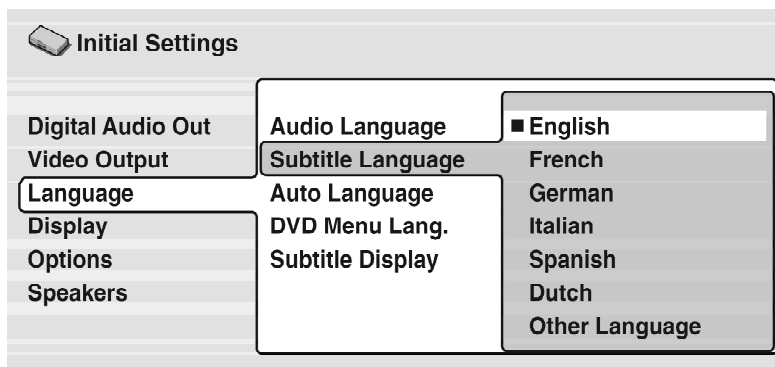 Initial Settings
Digital Audio Out
Video Output
Language
Display
Options
Speakers
Audio Language
Subtitle Language
Auto Language
DVD Menu Lang.
Subtitle Display
English
French
German
Italian
Spanish
Dutch
Other Language